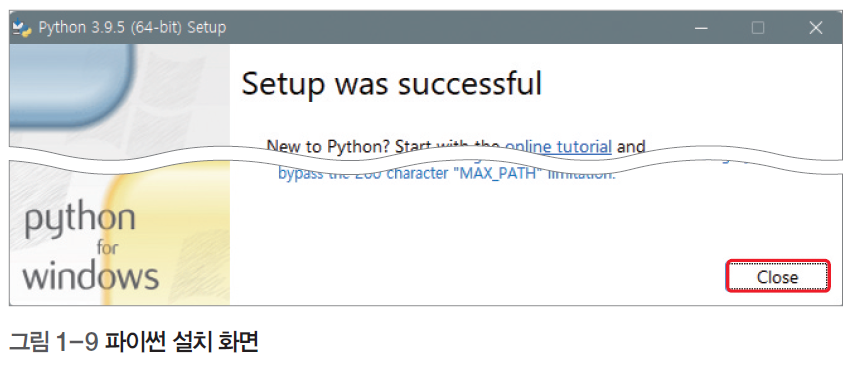 Python 3.9.5 (64-bit) Setup
Setup was successful
New to Python? Start with the online tutorial and
bypass the 260 character "MAX_PATH" limitation.
python
for
windows
Close
그림 1-9 파이썬 설치 화면